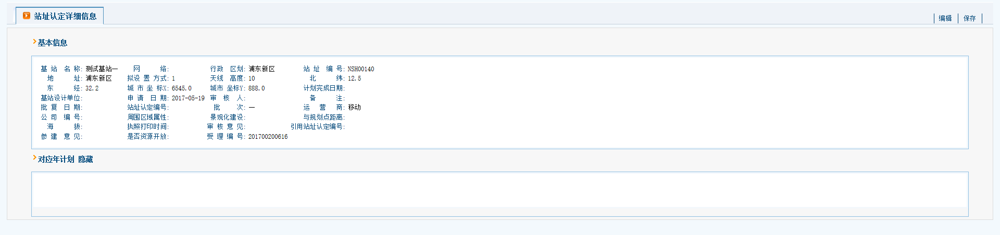 站址认定详细信息
编辑 保存
基本信息
基站名称: 测试基站一 网络: 行政区划: 浦东新区 站址编号: NSH00140
地址: 浦东新区 拟设置方式: 1 天线高度: 10 北纬: 12.5
东经: 32.2 城市坐标X: 6545.0 城市坐标Y: 888.0 计划完成日期:
基站设计单位: 申请日期: 2017-05-19 审核人: 备注:
批复日期: 站址认定编号: 批次: 一 运营商: 移动
公司编号: 周围区域属性: 景观化建设: 与规划点距离:
海拔: 执照打印时间: 审核意见: 引用站址认定编号:
参建意见: 是否资源开放: 受理编号: 201700200616
对应年计划 隐藏